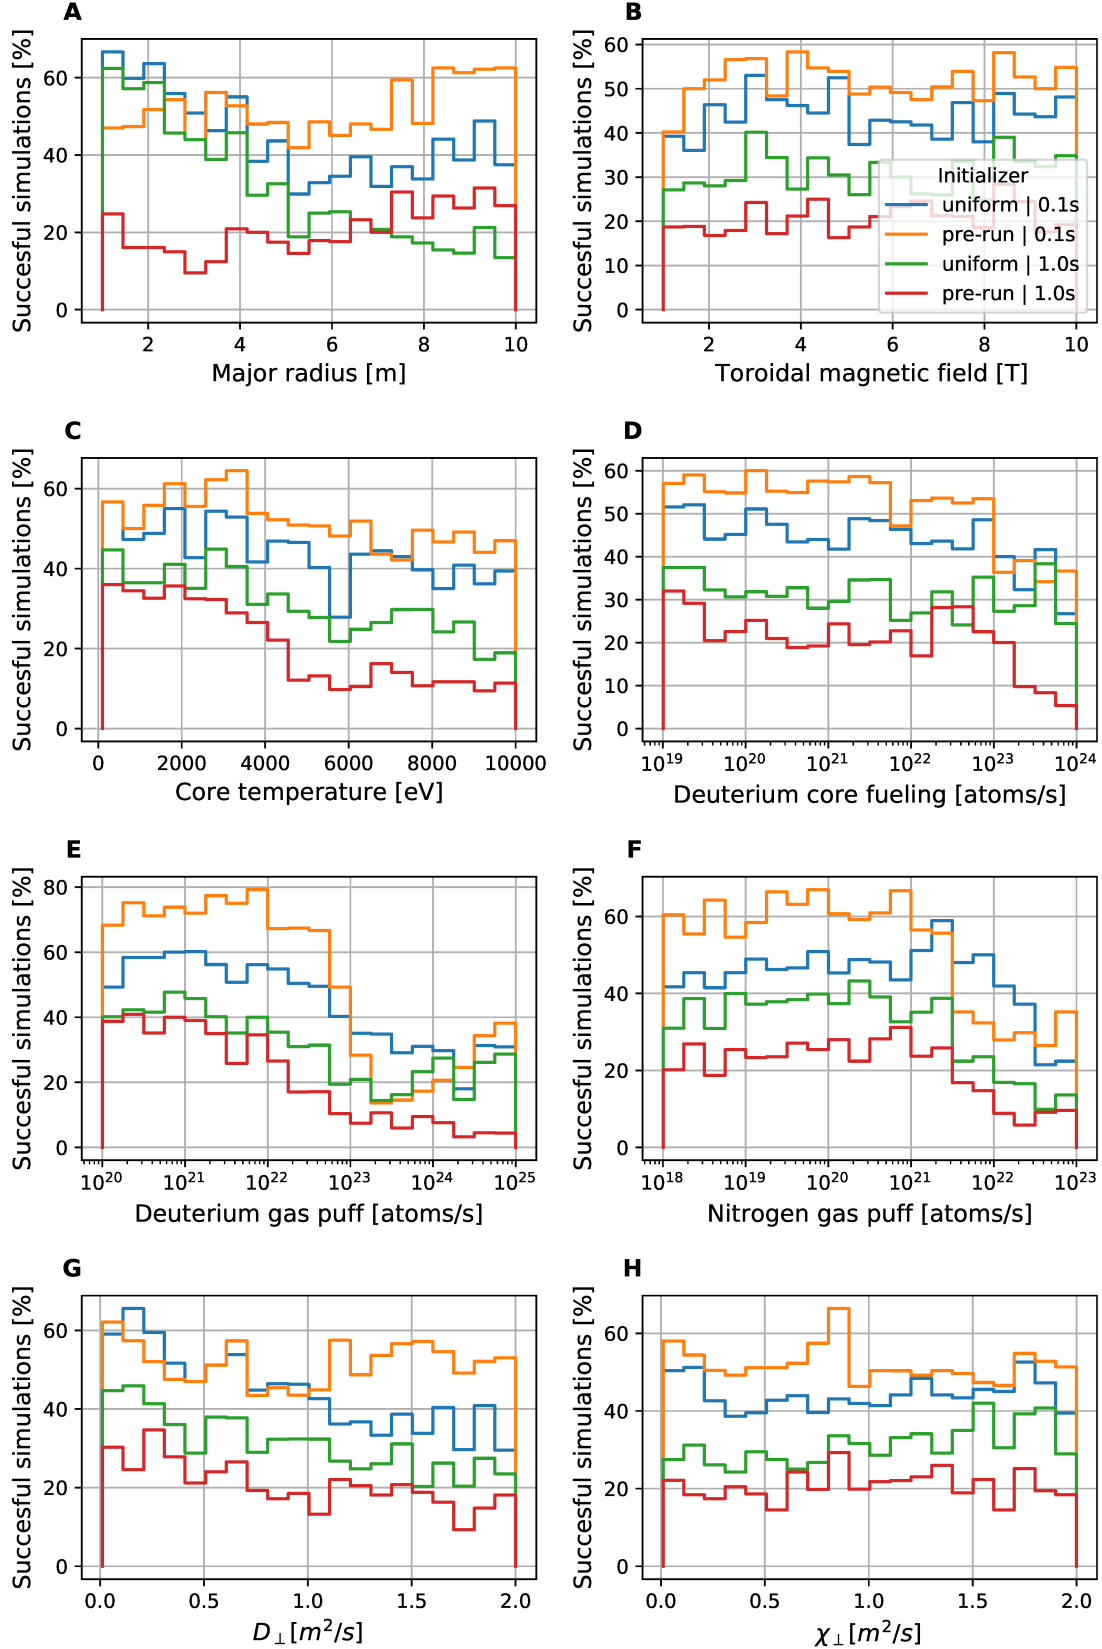 A
Succesful simulations [%]
60
40
20
0
2 4 6 8 10
Major radius [m]
B
Succesful simulations [%]
60
50
40
30
20
10
0
2 4 6 8 10
Toroidal magnetic field [T]
Initializer
uniform | 0.1s
pre-run | 0.1s
uniform | 1.0s
pre-run | 1.0s
C
Succesful simulations [%]
60
40
20
0
0 2000 4000 6000 8000 10000
Core temperature [eV]
D
Succesful simulations [%]
60
50
40
30
20
10
0
10¹⁹ 10²⁰ 10²¹ 10²² 10²³ 10²⁴
Deuterium core fueling [atoms/s]
E
Succesful simulations [%]
80
60
40
20
0
10²⁰ 10²¹ 10²² 10²³ 10²⁴ 10²⁵
Deuterium gas puff [atoms/s]
F
Succesful simulations [%]
60
40
20
0
10¹⁸ 10¹⁹ 10²⁰ 10²¹ 10²² 10²³
Nitrogen gas puff [atoms/s]
G
Succesful simulations [%]
60
40
20
0
0.0 0.5 1.0 1.5 2.0
D⊥[m²/s]
H
Succesful simulations [%]
60
40
20
0
0.0 0.5 1.0 1.5 2.0
χ⊥[m²/s]